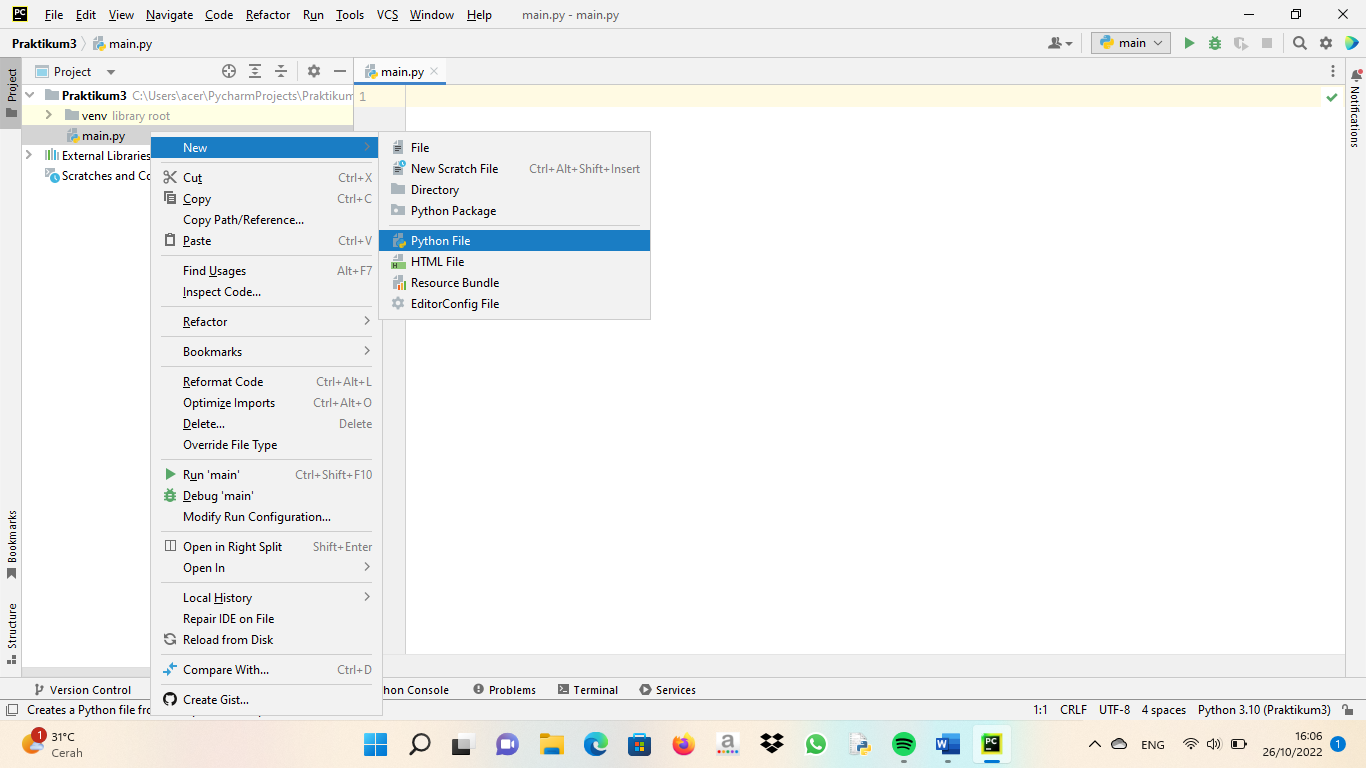 PC File Edit View Navigate Code Refactor Run Tools VCS Window Help main.py - main.py
Praktikum3 main.py main
Project main.py
Project
Praktikum3 C:\Users\acer\PycharmProjects\Praktikum
venv library root
main.py
External Libraries
Scratches and Co
1
New
Cut Ctrl+X
Copy Ctrl+C
Copy Path/Reference...
Paste Ctrl+V
Find Usages Alt+F7
Inspect Code...
Refactor
Bookmarks
Reformat Code Ctrl+Alt+L
Optimize Imports Ctrl+Alt+O
Delete... Delete
Override File Type
Run 'main' Ctrl+Shift+F10
Debug 'main'
Modify Run Configuration...
Open in Right Split Shift+Enter
Open In
Local History
Repair IDE on File
Reload from Disk
Compare With... Ctrl+D
Create Gist...
File
New Scratch File Ctrl+Alt+Shift+Insert
Directory
Python Package
Python File
HTML File
Resource Bundle
EditorConfig File
Notifications
Bookmarks
Structure
Version Control hon Console Problems Terminal Services
Creates a Python file fro 1:1 CRLF UTF-8 4 spaces Python 3.10 (Praktikum3)
1 31°C
Cerah
a
PC
ENG
16:06
26/10/2022
1